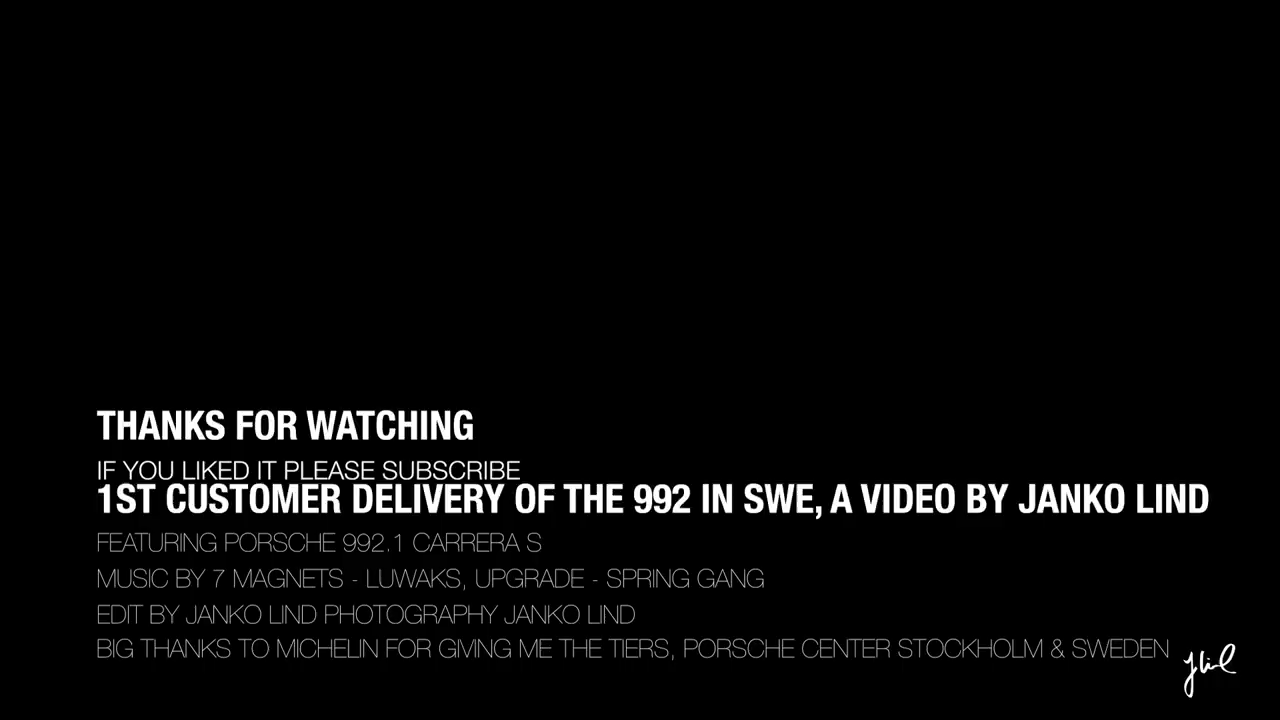 THANKS FOR WATCHING
IF YOU LIKED IT PLEASE SUBSCRIBE
1ST CUSTOMER DELIVERY OF THE 992 IN SWE, A VIDEO BY JANKO LIND
FEATURING PORSCHE 992.1 CARRERA S
MUSIC BY 7 MAGNETS - LUWAKS, UPGRADE - SPRING GANG
EDIT BY JANKO LIND PHOTOGRAPHY JANKO LIND
BIG THANKS TO MICHELIN FOR GIVING ME THE TIERS, PORSCHE CENTER STOCKHOLM & SWEDEN